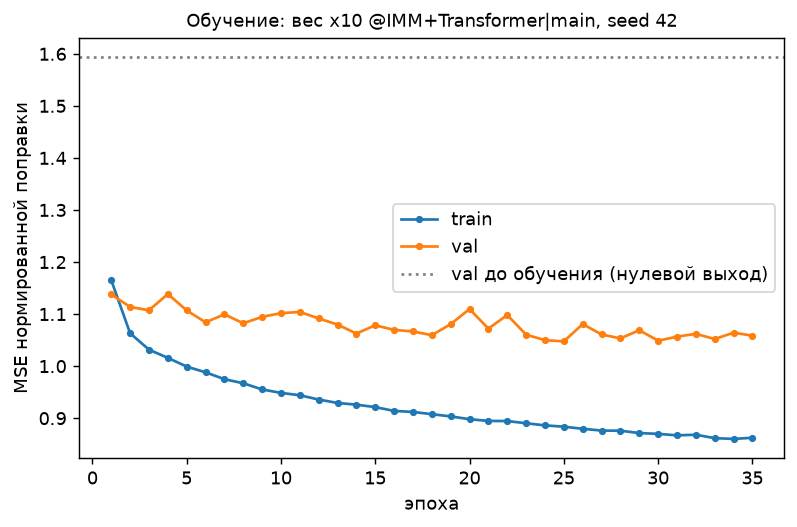 Обучение: вес x10 @IMM+Transformer|main, seed 42
MSE нормированной поправки
1.6
1.5
1.4
1.3
1.2
1.1
1.0
0.9
train
val
val до обучения (нулевой выход)
0 5 10 15 20 25 30 35
эпоха